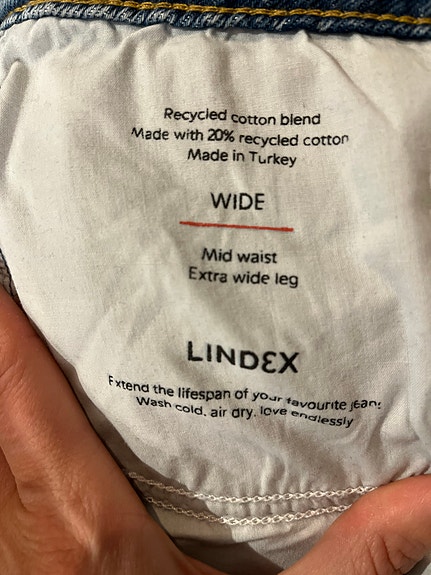 Recycled cotton blend
Made with 20% recycled cotton
Made in Turkey
WIDE
Mid waist
Extra wide leg
LINDEX
Extend the lifespan of your favourite jeans
Wash cold, air dry, love endlessly